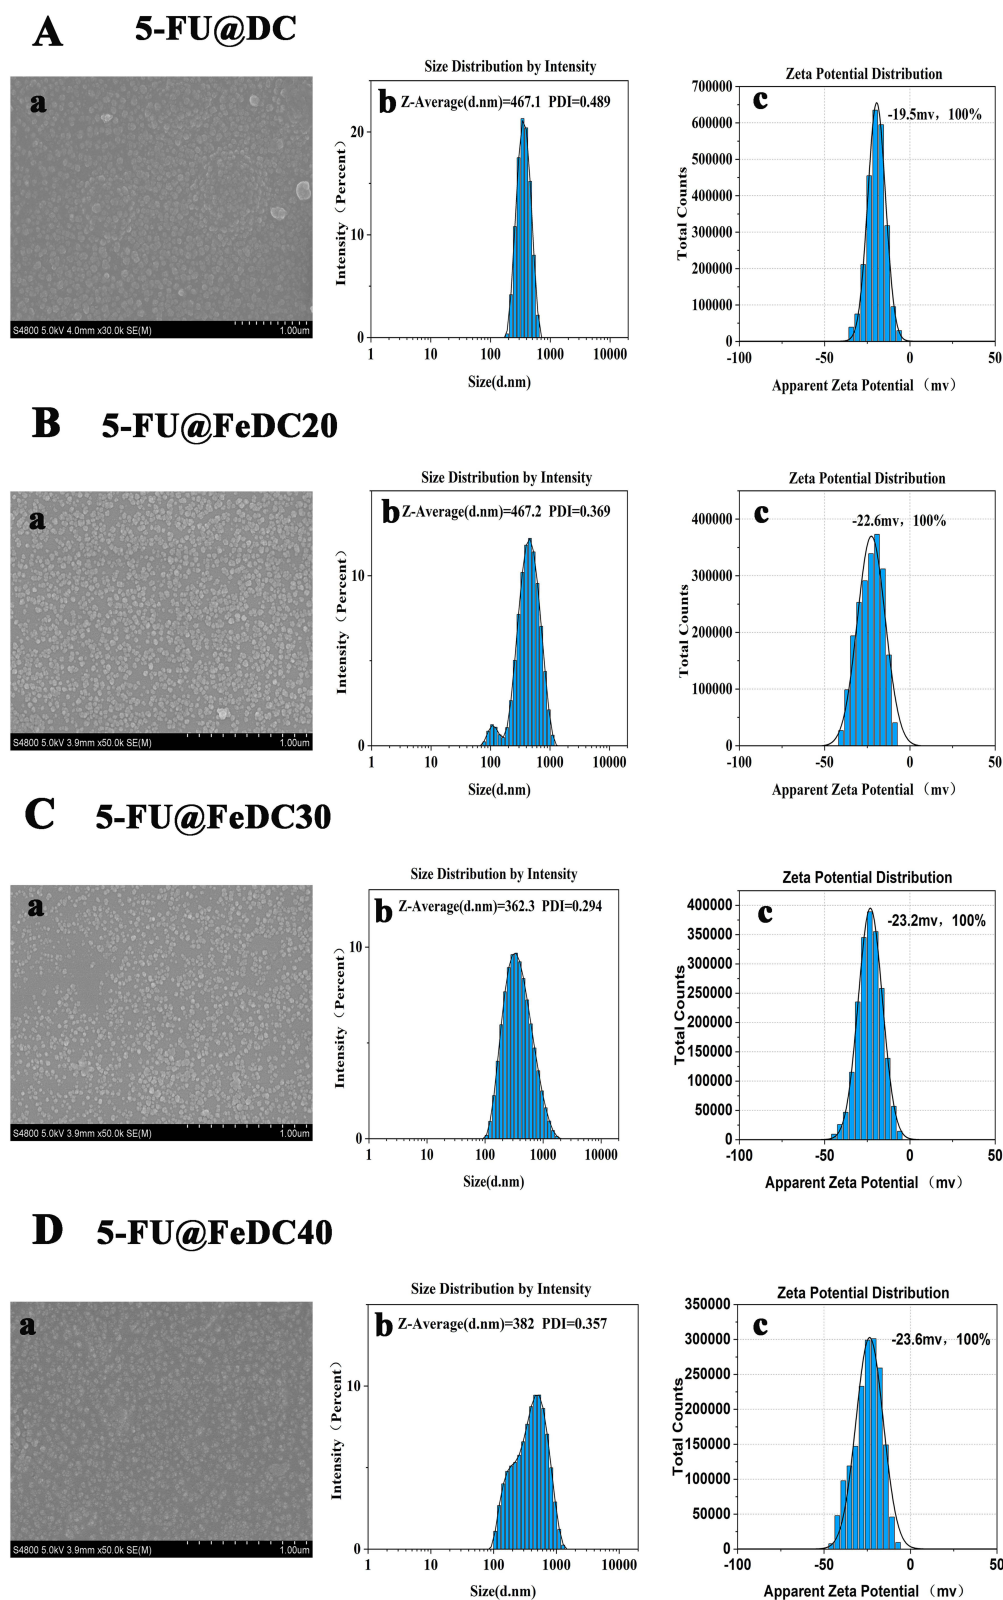 A 5-FU@DC
a
S4800 5.0kV 4.0mm x30.0k SE(M) 1.00um
Size Distribution by Intensity
b Z-Average(d.nm)=467.1 PDI=0.489
Intensity（Percent）
20
10
0
1 10 100 1000 10000
Size(d.nm)
Zeta Potential Distribution
c
-19.5mv，100%
Total Counts
700000
600000
500000
400000
300000
200000
100000
0
-100 -50 0 50
Apparent Zeta Potential （mv）
B 5-FU@FeDC20
a
S4800 5.0kV 3.9mm x50.0k SE(M) 1.00um
Size Distribution by Intensity
b Z-Average(d.nm)=467.2 PDI=0.369
Intensity（Percent）
10
0
1 10 100 1000 10000
Size(d.nm)
Zeta Potential Distribution
c
-22.6mv，100%
Total Counts
400000
300000
200000
100000
0
-100 -50 0 50
Apparent Zeta Potential （mv）
C 5-FU@FeDC30
a
S4800 5.0kV 3.9mm x50.0k SE(M) 1.00um
Size Distribution by Intensity
b Z-Average(d.nm)=362.3 PDI=0.294
Intensity（Percent）
10
0
1 10 100 1000 10000
Size(d.nm)
Zeta Potential Distribution
c
-23.2mv，100%
Total Counts
400000
350000
300000
250000
200000
150000
100000
50000
0
-100 -50 0 50
Apparent Zeta Potential （mv）
D 5-FU@FeDC40
a
S4800 5.0kV 3.9mm x50.0k SE(M) 1.00um
Size Distribution by Intensity
b Z-Average(d.nm)=382 PDI=0.357
Intensity（Percent）
10
0
1 10 100 1000 10000
Size(d.nm)
Zeta Potential Distribution
c
-23.6mv，100%
Total Counts
350000
300000
250000
200000
150000
100000
50000
0
-100 -50 0 50
Apparent Zeta Potential （mv）